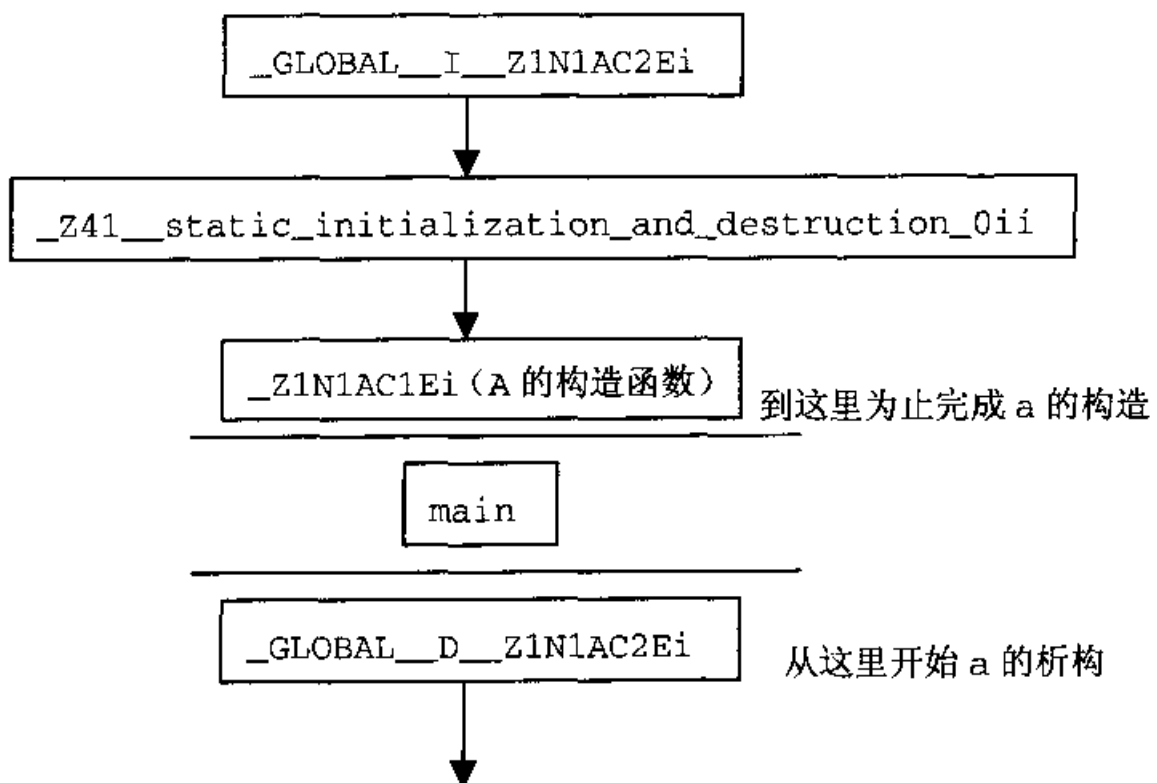 _GLOBAL__I__Z1N1AC2Ei
_Z41__static_initialization_and_destruction_0ii
_Z1N1AC1Ei（A 的构造函数）
到这里为止完成 a 的构造
main
_GLOBAL__D__Z1N1AC2Ei
从这里开始 a 的析构